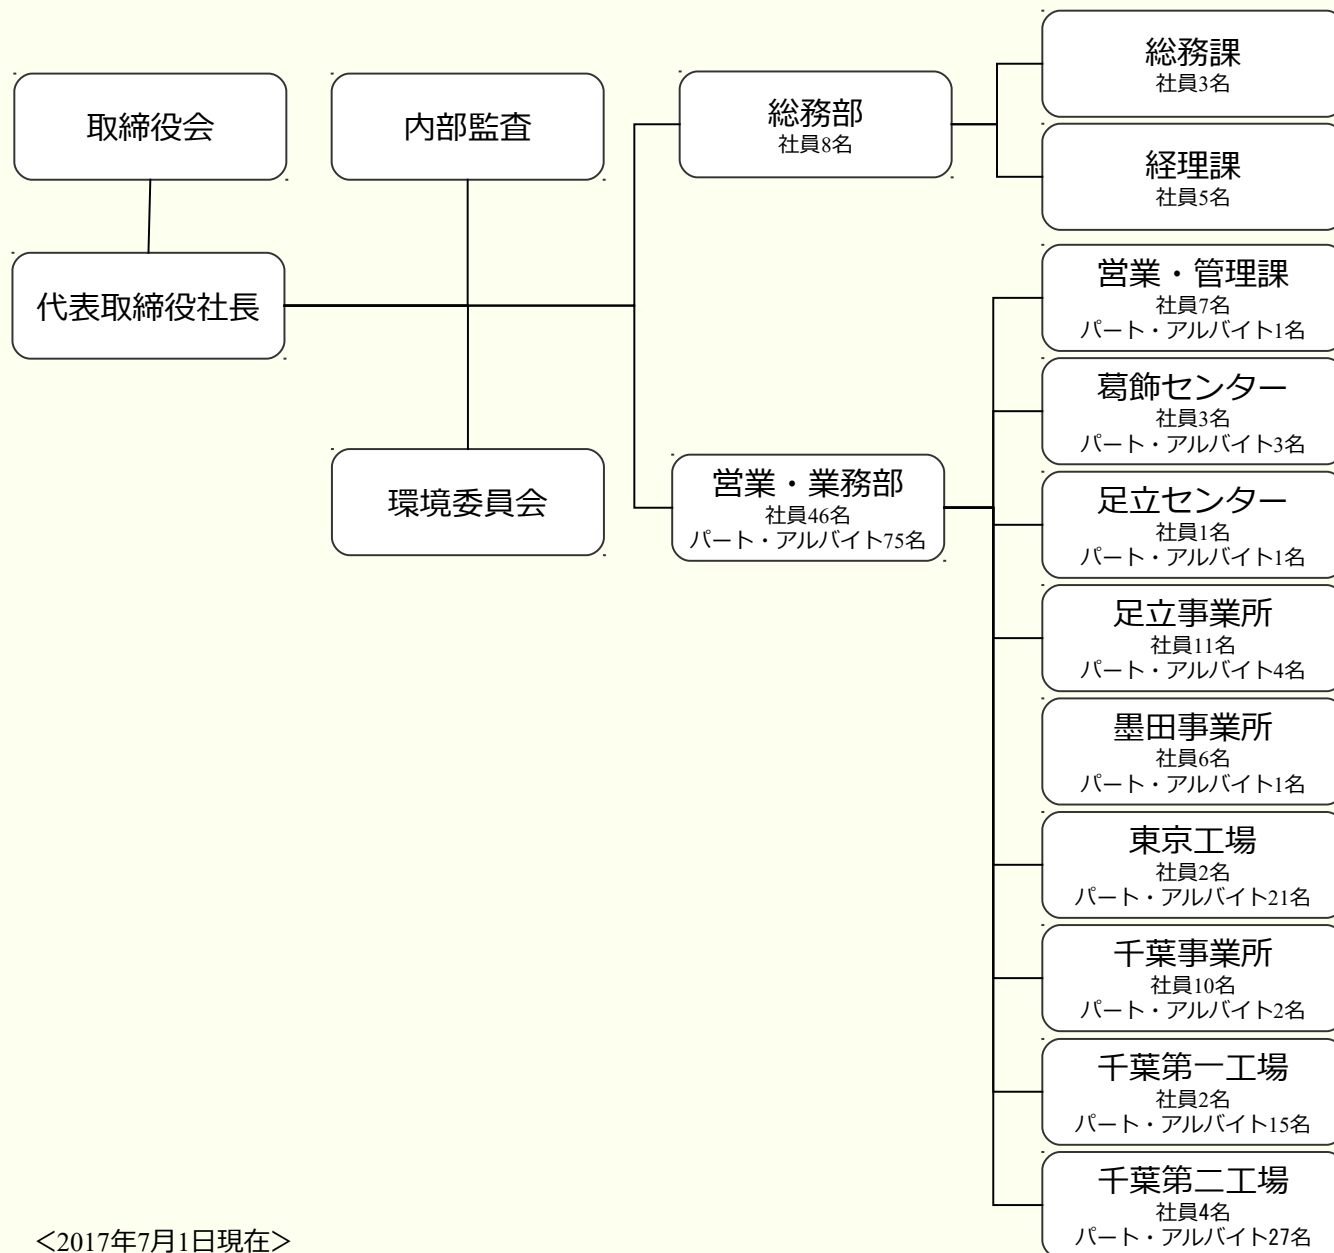 取締役会
代表取締役社長
内部監査
環境委員会
総務部
社員8名
営業・業務部
社員46名
パート・アルバイト75名
総務課
社員3名
経理課
社員5名
営業・管理課
社員7名
パート・アルバイト1名
葛飾センター
社員3名
パート・アルバイト3名
足立センター
社員1名
パート・アルバイト1名
足立事業所
社員11名
パート・アルバイト4名
墨田事業所
社員6名
パート・アルバイト1名
東京工場
社員2名
パート・アルバイト21名
千葉事業所
社員10名
パート・アルバイト2名
千葉第一工場
社員2名
パート・アルバイト15名
千葉第二工場
社員4名
パート・アルバイト27名
<2017年7月1日現在>